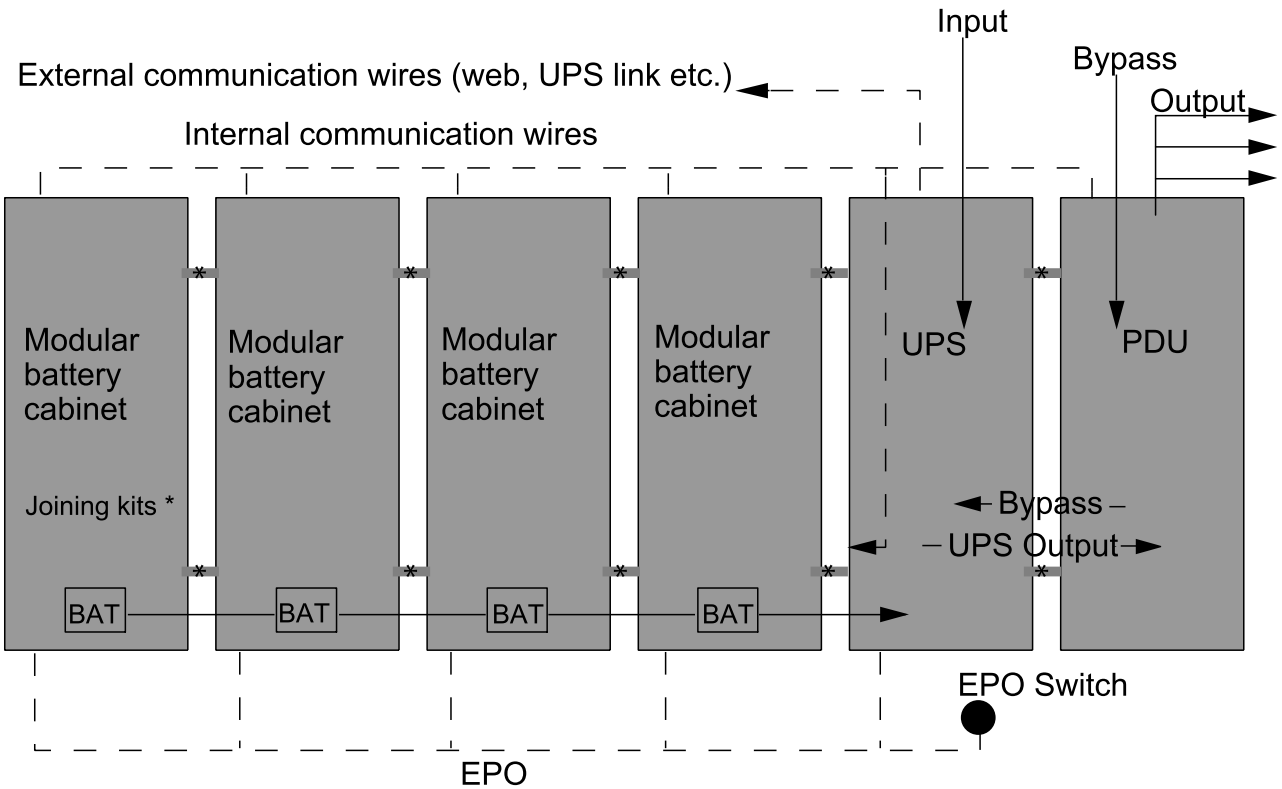 Input
Bypass
External communication wires (web, UPS link etc.)
Output
Internal communication wires
* * * * *
Modular
battery
cabinet
Modular
battery
cabinet
Modular
battery
cabinet
Modular
battery
cabinet
UPS
PDU
Joining kits *
Bypass
UPS Output
* * * * *
BAT
BAT
BAT
BAT
EPO Switch
EPO